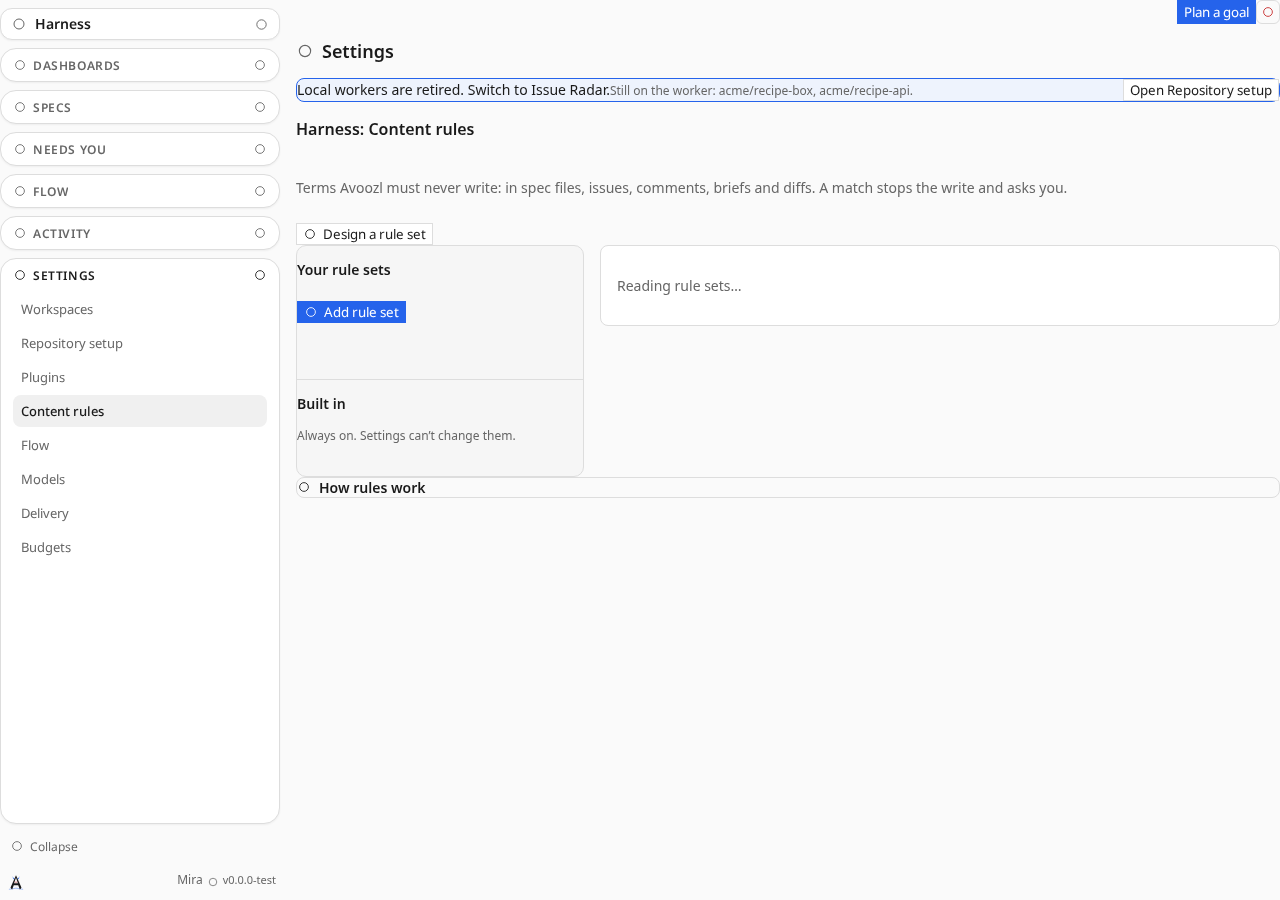 Plan a goal
Harness
DASHBOARDS
SPECS
NEEDS YOU
FLOW
ACTIVITY
SETTINGS
Workspaces
Repository setup
Plugins
Content rules
Flow
Models
Delivery
Budgets
Collapse
A
Mira v0.0.0-test
Settings
Local workers are retired. Switch to Issue Radar.Still on the worker: acme/recipe-box, acme/recipe-api.
Open Repository setup
Harness: Content rules
Terms Avoozl must never write: in spec files, issues, comments, briefs and diffs. A match stops the write and asks you.
Design a rule set
Your rule sets
Add rule set
Built in
Always on. Settings can't change them.
Reading rule sets…
How rules work